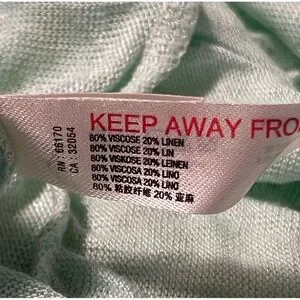 KEEP AWAY FRO
RN : 66170
CA : 32054
80% VISCOSE 20% LINEN
80% VISCOSE 20% LIN
80% VISKOSE 20% LEINEN
80% VISCOSA 20% LINO
80% VISCOSA 20% LINO
80% 粘胶纤维 20% 亚麻